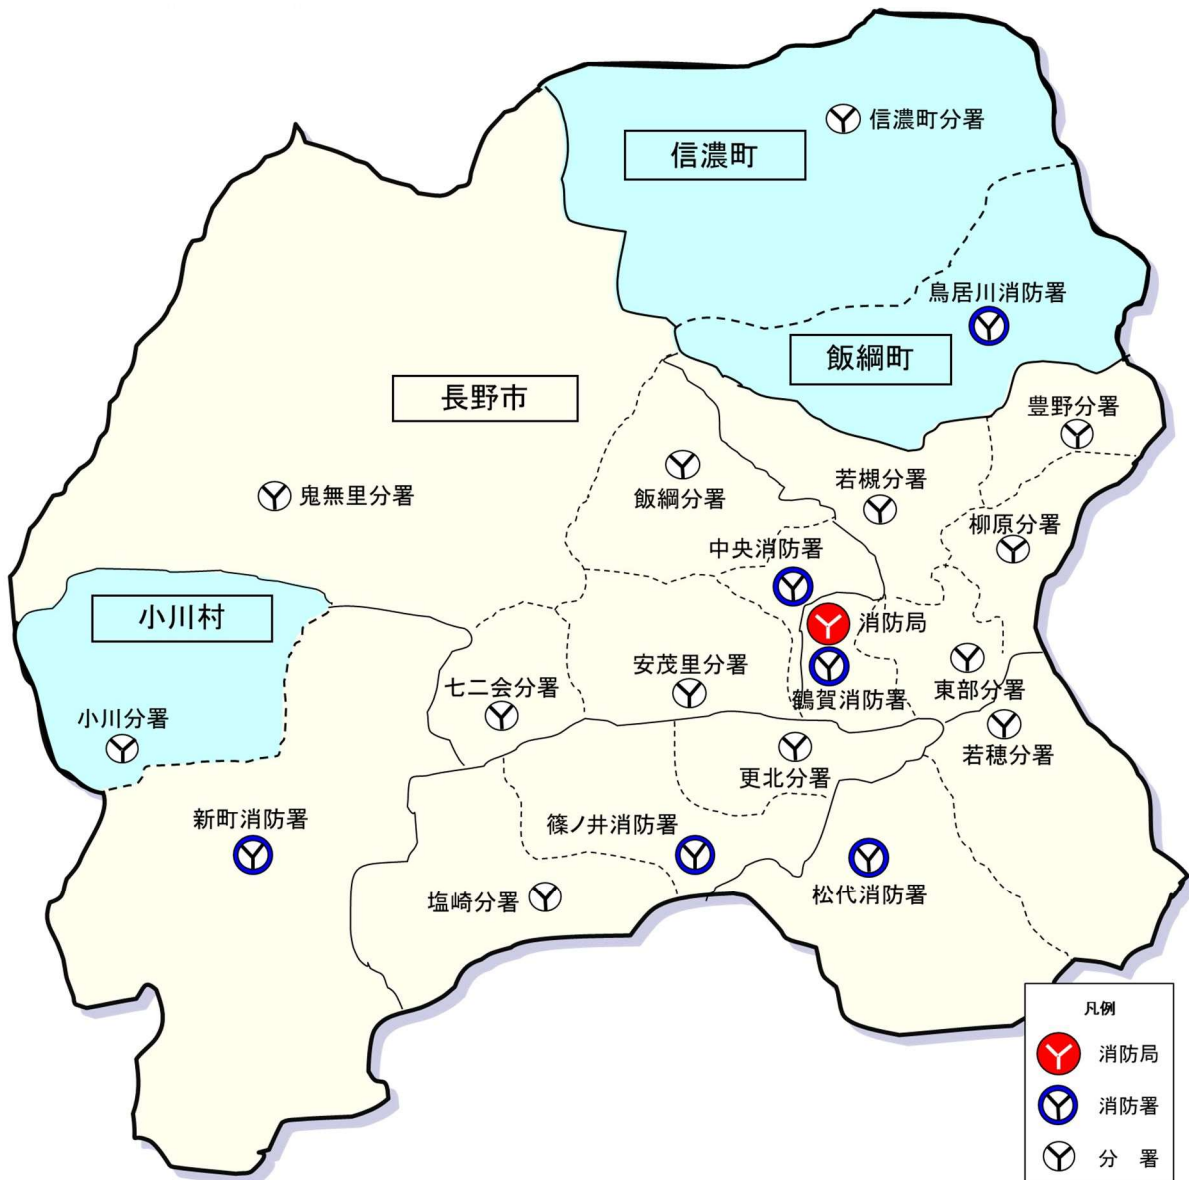 信濃町分署
信濃町
鳥居川消防署
飯綱町
長野市
豊野分署
飯綱分署
若槻分署
鬼無里分署
柳原分署
中央消防署
小川村
消防局
安茂里分署
七二会分署
東部分署
鶴賀消防署
小川分署
若穂分署
更北分署
新町消防署
篠ノ井消防署
塩崎分署
松代消防署
凡例
消防局
消防署
分 署